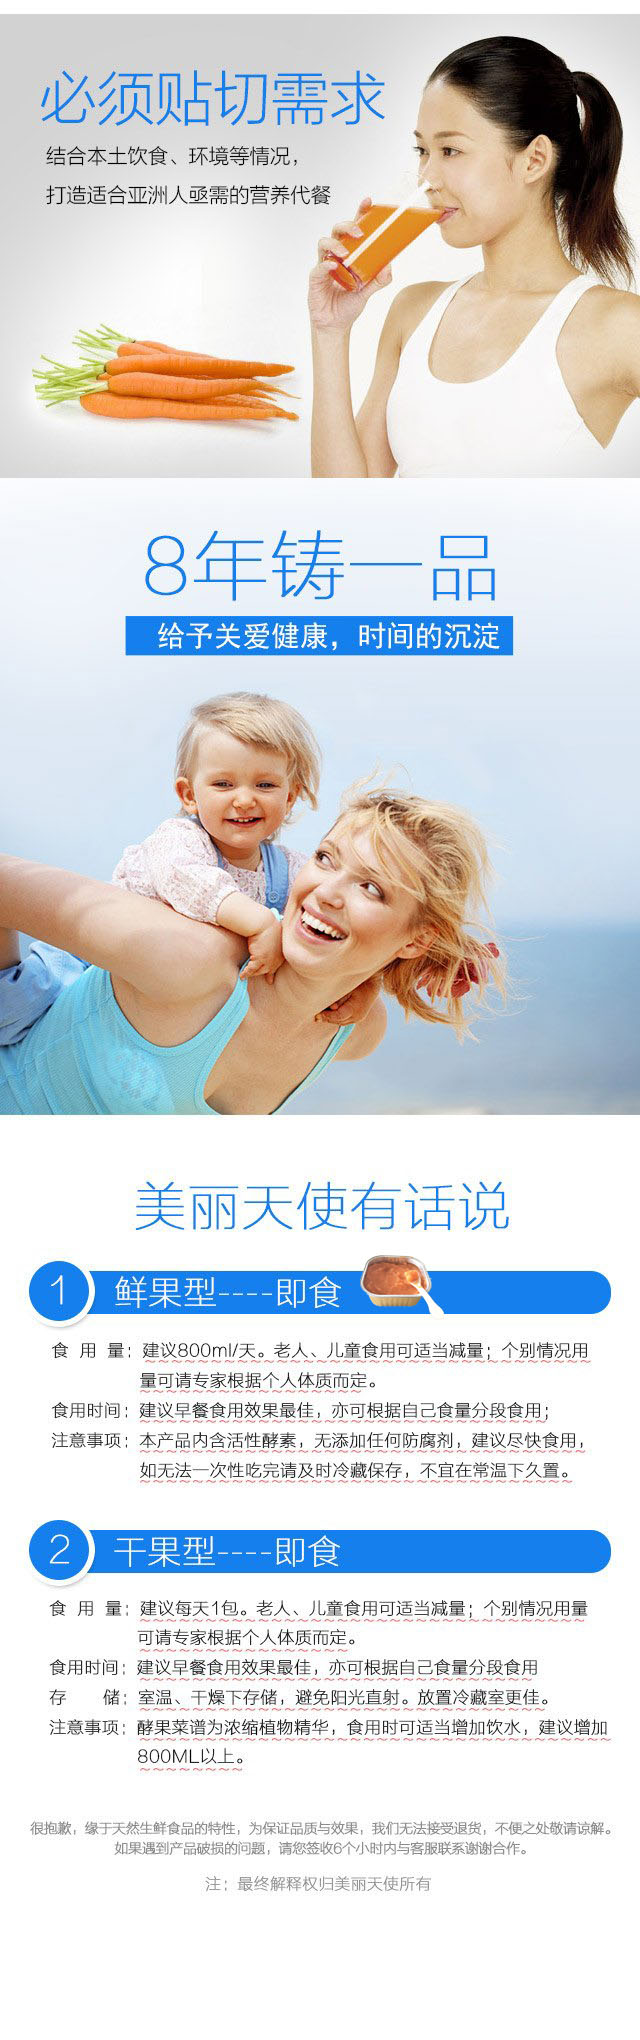 必须贴切需求
结合本土饮食、环境等情况，
打造适合亚洲人亟需的营养代餐
8年铸一品
给予关爱健康，时间的沉淀
美丽天使有话说
1 鲜果型----即食
食 用 量：建议800ml/天。老人、儿童食用可适当减量；个别情况用
量可请专家根据个人体质而定。
食用时间：建议早餐食用效果最佳，亦可根据自己食量分段食用；
注意事项：本产品内含活性酵素，无添加任何防腐剂，建议尽快食用，
如无法一次性吃完请及时冷藏保存，不宜在常温下久置。
2 干果型----即食
食 用 量：建议每天1包。老人、儿童食用可适当减量；个别情况用量
可请专家根据个人体质而定。
食用时间：建议早餐食用效果最佳，亦可根据自己食量分段食用
存 储：室温、干燥下存储，避免阳光直射。放置冷藏室更佳。
注意事项：酵果菜谱为浓缩植物精华，食用时可适当增加饮水，建议增加
800ML以上。
很抱歉，缘于天然生鲜食品的特性，为保证品质与效果，我们无法接受退货，不便之处敬请谅解。
如果遇到产品破损的问题，请您签收6个小时内与客服联系谢谢合作。
注；最终解释权归美丽天使所有